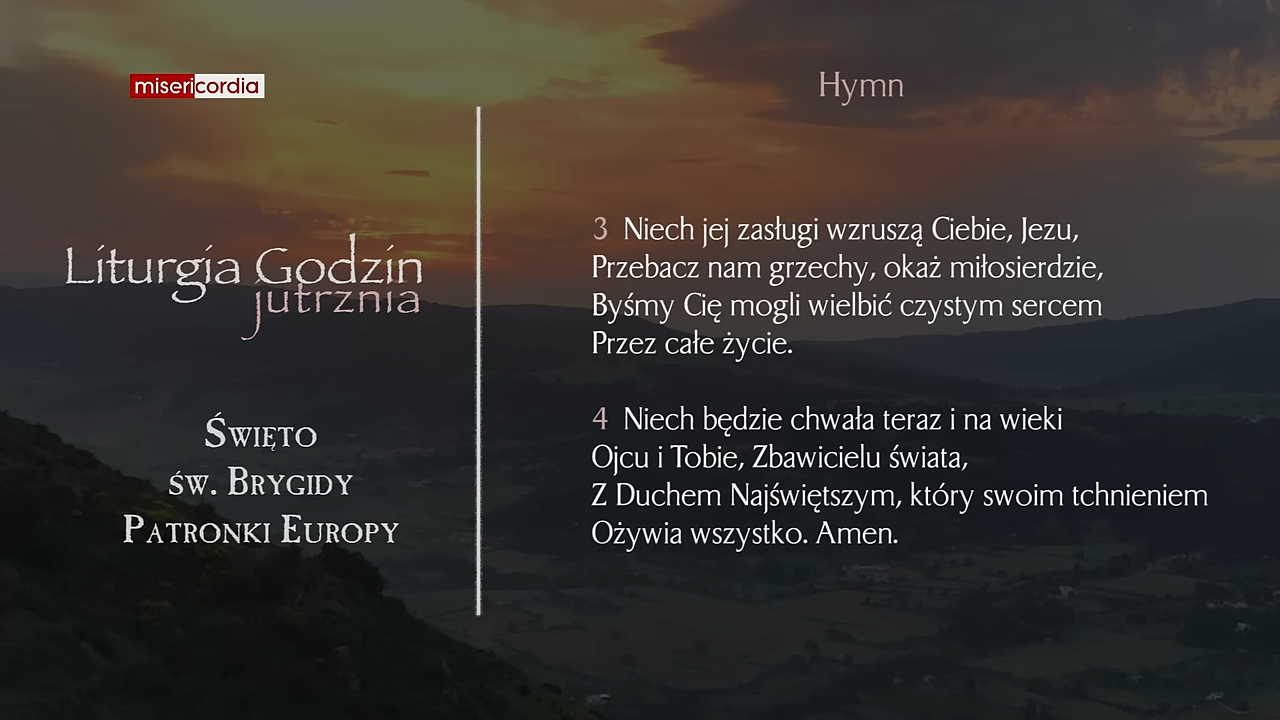 misericordia
Liturgia Godzin
jutrznia
Święto
św. Brygidy
Patronki Europy
Hymn
3 Niech jej zasługi wzruszą Ciebie, Jezu,
Przebacz nam grzechy, okaż miłosierdzie,
Byśmy Cię mogli wielbić czystym sercem
Przez całe życie.
4 Niech będzie chwała teraz i na wieki
Ojcu i Tobie, Zbawicielu świata,
Z Duchem Najświętszym, który swoim tchnieniem
Ożywia wszystko. Amen.